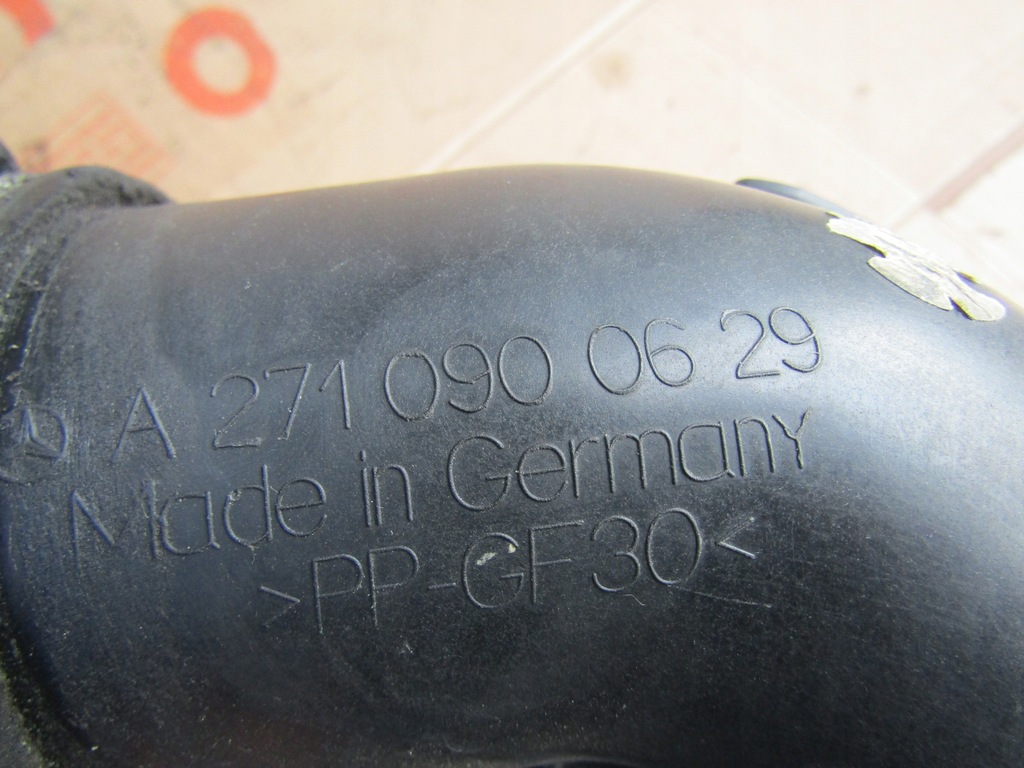 A 271 090 06 29
Made in Germany
>PP-GF30<